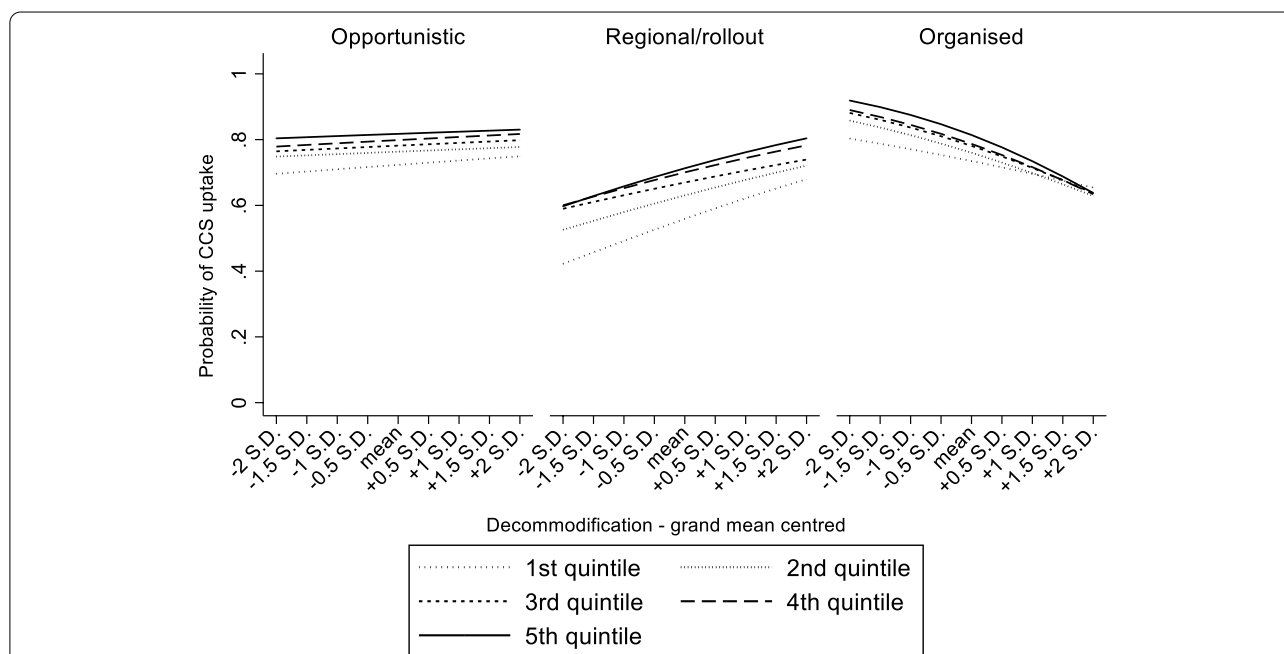 Opportunistic Regional/rollout Organised
Probability of CCS uptake
1
.8
.6
.4
.2
0
-2 S.D. -1.5 S.D. -1 S.D. -0.5 S.D. mean +0.5 S.D. +1 S.D. +1.5 S.D. +2 S.D. -2 S.D. -1.5 S.D. -1 S.D. -0.5 S.D. mean +0.5 S.D. +1 S.D. +1.5 S.D. +2 S.D. -2 S.D. -1.5 S.D. -1 S.D. -0.5 S.D. mean +0.5 S.D. +1 S.D. +1.5 S.D. +2 S.D.
Decommodification - grand mean centred
1st quintile 2nd quintile
3rd quintile 4th quintile
5th quintile